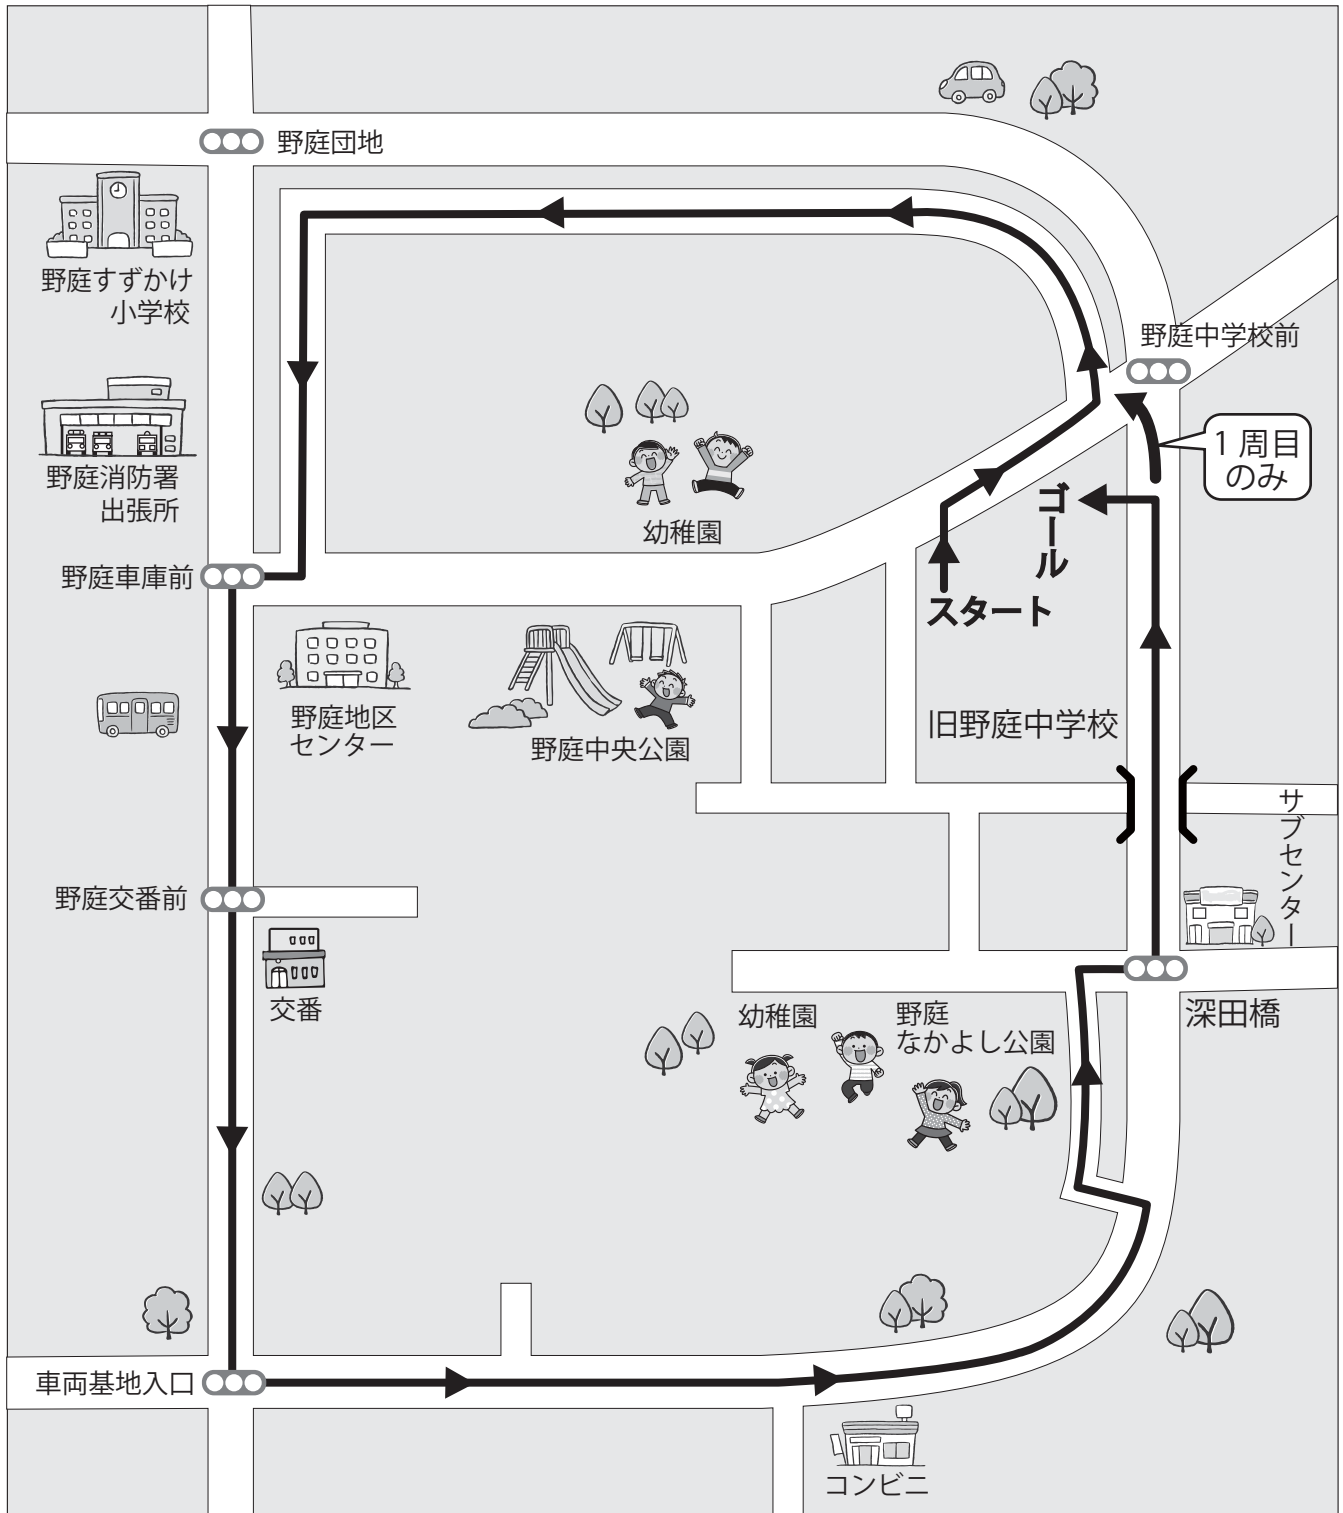 野庭団地
野庭すずかけ
小学校
野庭中学校前
1周目
のみ
野庭消防署
出張所
ゴール
幼稚園
野庭車庫前
スタート
野庭地区
センター
野庭中央公園
旧野庭中学校
サブセンター
野庭交番前
交番
幼稚園
野庭
なかよし公園
深田橋
車両基地入口
コンビニ